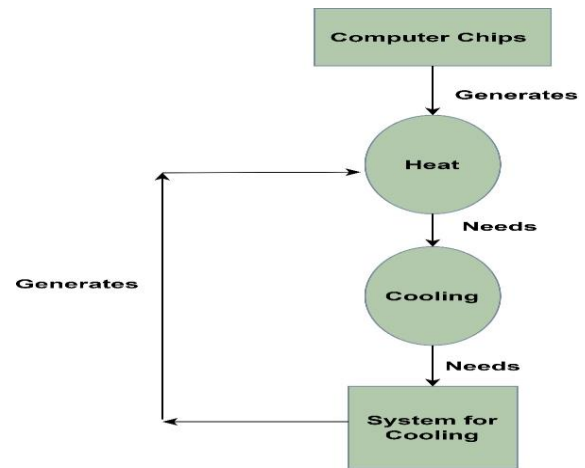 Computer Chips
Generates
Heat
Needs
Cooling
Generates
Needs
System for
Cooling